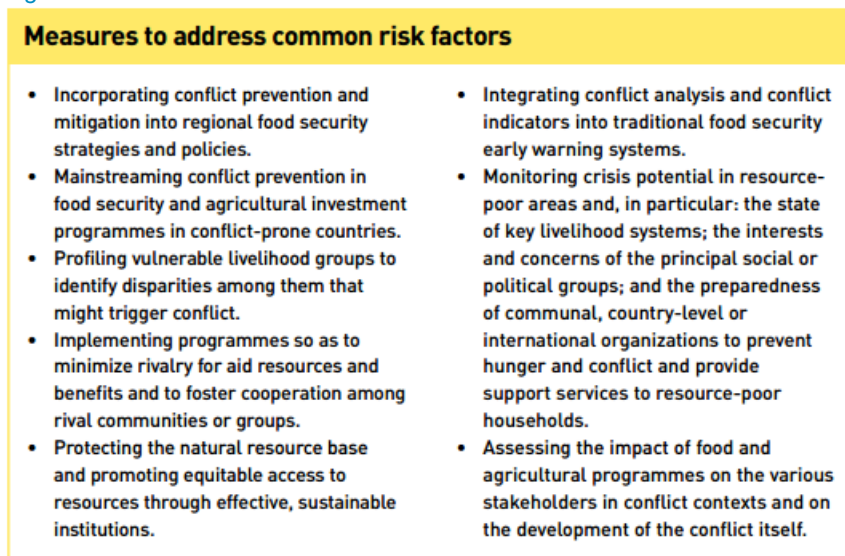 Measures to address common risk factors
• Incorporating conflict prevention and
mitigation into regional food security
strategies and policies.
• Mainstreaming conflict prevention in
food security and agricultural investment
programmes in conflict-prone countries.
• Profiling vulnerable livelihood groups to
identify disparities among them that
might trigger conflict.
• Implementing programmes so as to
minimize rivalry for aid resources and
benefits and to foster cooperation among
rival communities or groups.
• Protecting the natural resource base
and promoting equitable access to
resources through effective, sustainable
institutions.
• Integrating conflict analysis and conflict
indicators into traditional food security
early warning systems.
• Monitoring crisis potential in resource-
poor areas and, in particular: the state
of key livelihood systems; the interests
and concerns of the principal social or
political groups; and the preparedness
of communal, country-level or
international organizations to prevent
hunger and conflict and provide
support services to resource-poor
households.
• Assessing the impact of food and
agricultural programmes on the various
stakeholders in conflict contexts and on
the development of the conflict itself.